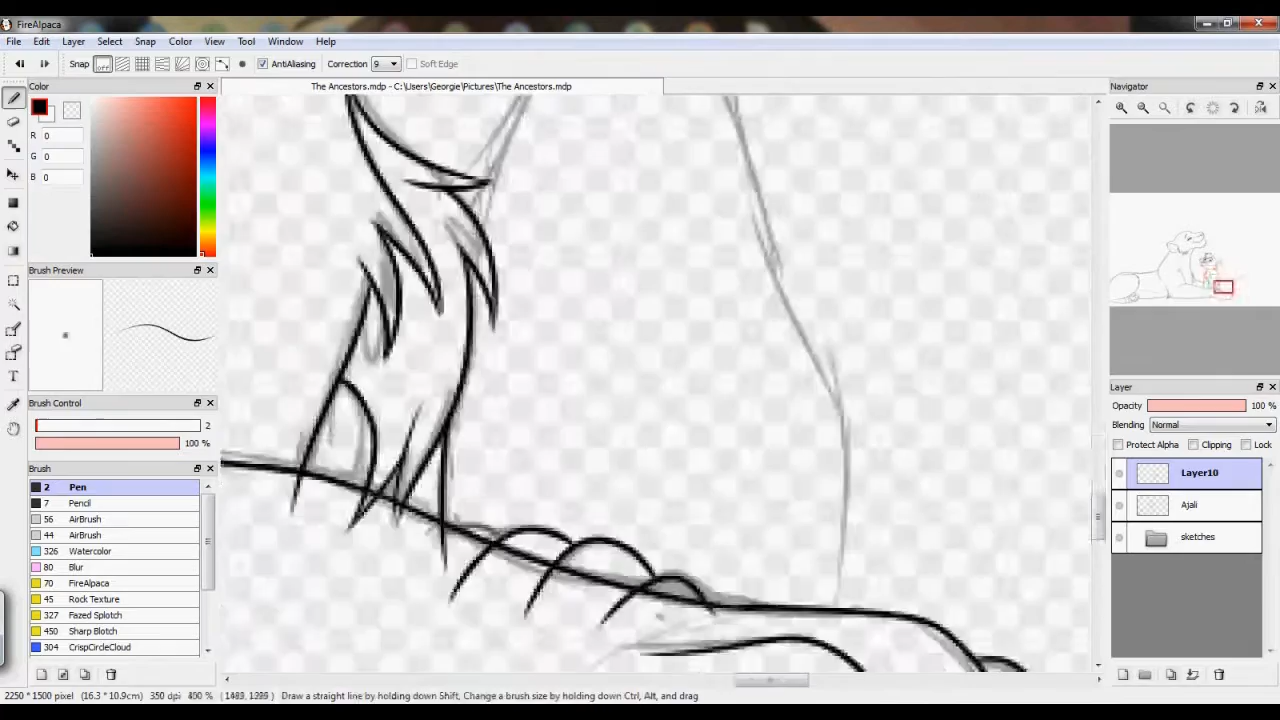 FireAlpaca
File Edit Layer Select Snap Color View Tool Window Help
Snap off AntiAliasing Correction 9 Soft Edge
Color
The Ancestors.mdp - C:\Users\Georgie\Pictures\The Ancestors.mdp
Navigator
R 0
G 0
B 0
Brush Preview
Brush Control
2
100 %
Brush
2 Pen
7 Pencil
56 AirBrush
44 AirBrush
326 Watercolor
80 Blur
70 FireAlpaca
45 Rock Texture
327 Fazed Splotch
450 Sharp Blotch
304 CrispCircleCloud
Layer
Opacity 100 %
Blending Normal
Protect Alpha Clipping Lock
Layer10
Ajali
sketches
2250 * 1500 pixel (16.3 * 10.9cm) 350 dpi 400 % Draw a straight line by holding down Shift, Change a brush size by holding down Ctrl, Alt, and drag